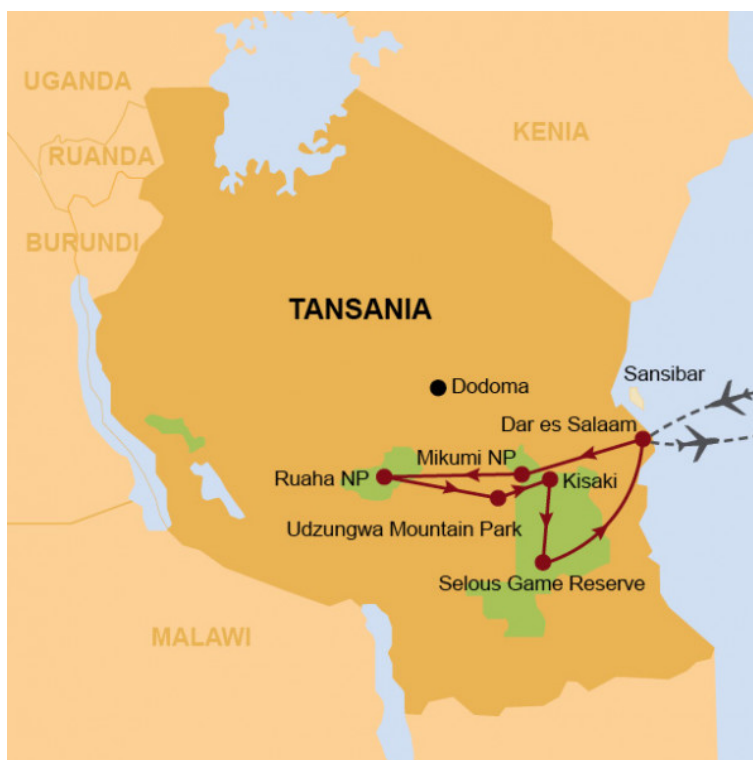 UGANDA
KENIA
RUANDA
BURUNDI
TANSANIA
Dodoma
Sansibar
Dar es Salaam
Mikumi NP
Ruaha NP
Kisaki
Udzungwa Mountain Park
Selous Game Reserve
MALAWI